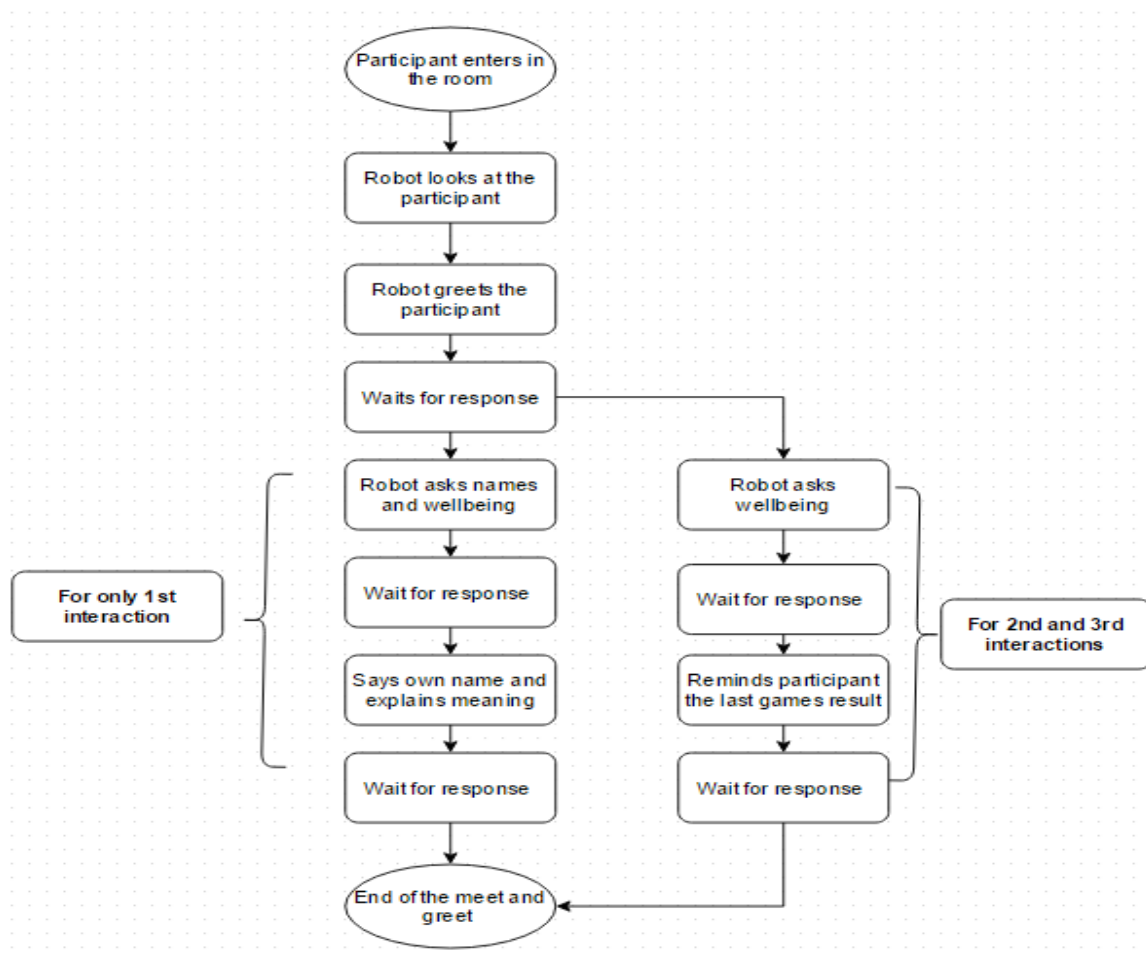 Participant enters in
the room
Robot looks at the
participant
Robot greets the
participant
Waits for response
Robot asks names
and wellbeing
Robot asks
wellbeing
For only 1st
interaction
Wait for response
Wait for response
For 2nd and 3rd
interactions
Says own name and
explains meaning
Reminds participant
the last games result
Wait for response
Wait for response
End of the meet and
greet